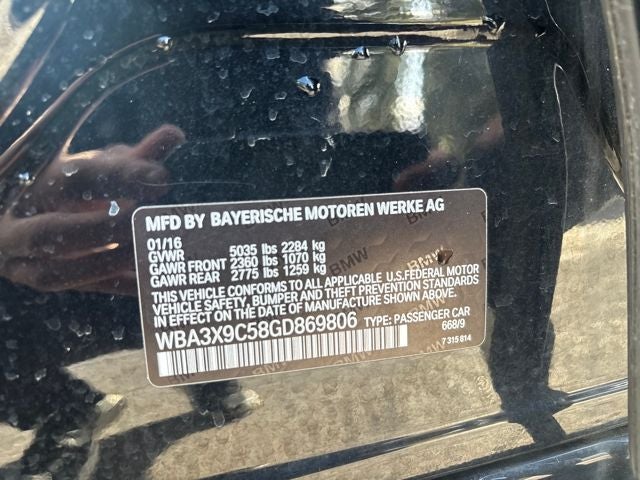 MFD BY BAYERISCHE MOTOREN WERKE AG
01/16
GVWR 5035 lbs 2284 kg
GAWR FRONT 2360 lbs 1070 kg
GAWR REAR 2775 lbs 1259 kg
THIS VEHICLE CONFORMS TO ALL APPLICABLE U.S.FEDERAL MOTOR
VEHICLE SAFETY, BUMPER AND THEFT PREVENTION STANDARDS
IN EFFECT ON THE DATE OF MANUFACTURE SHOWN ABOVE.
WBA3X9C58GD869806 TYPE: PASSENGER CAR
668/9
7 315 814